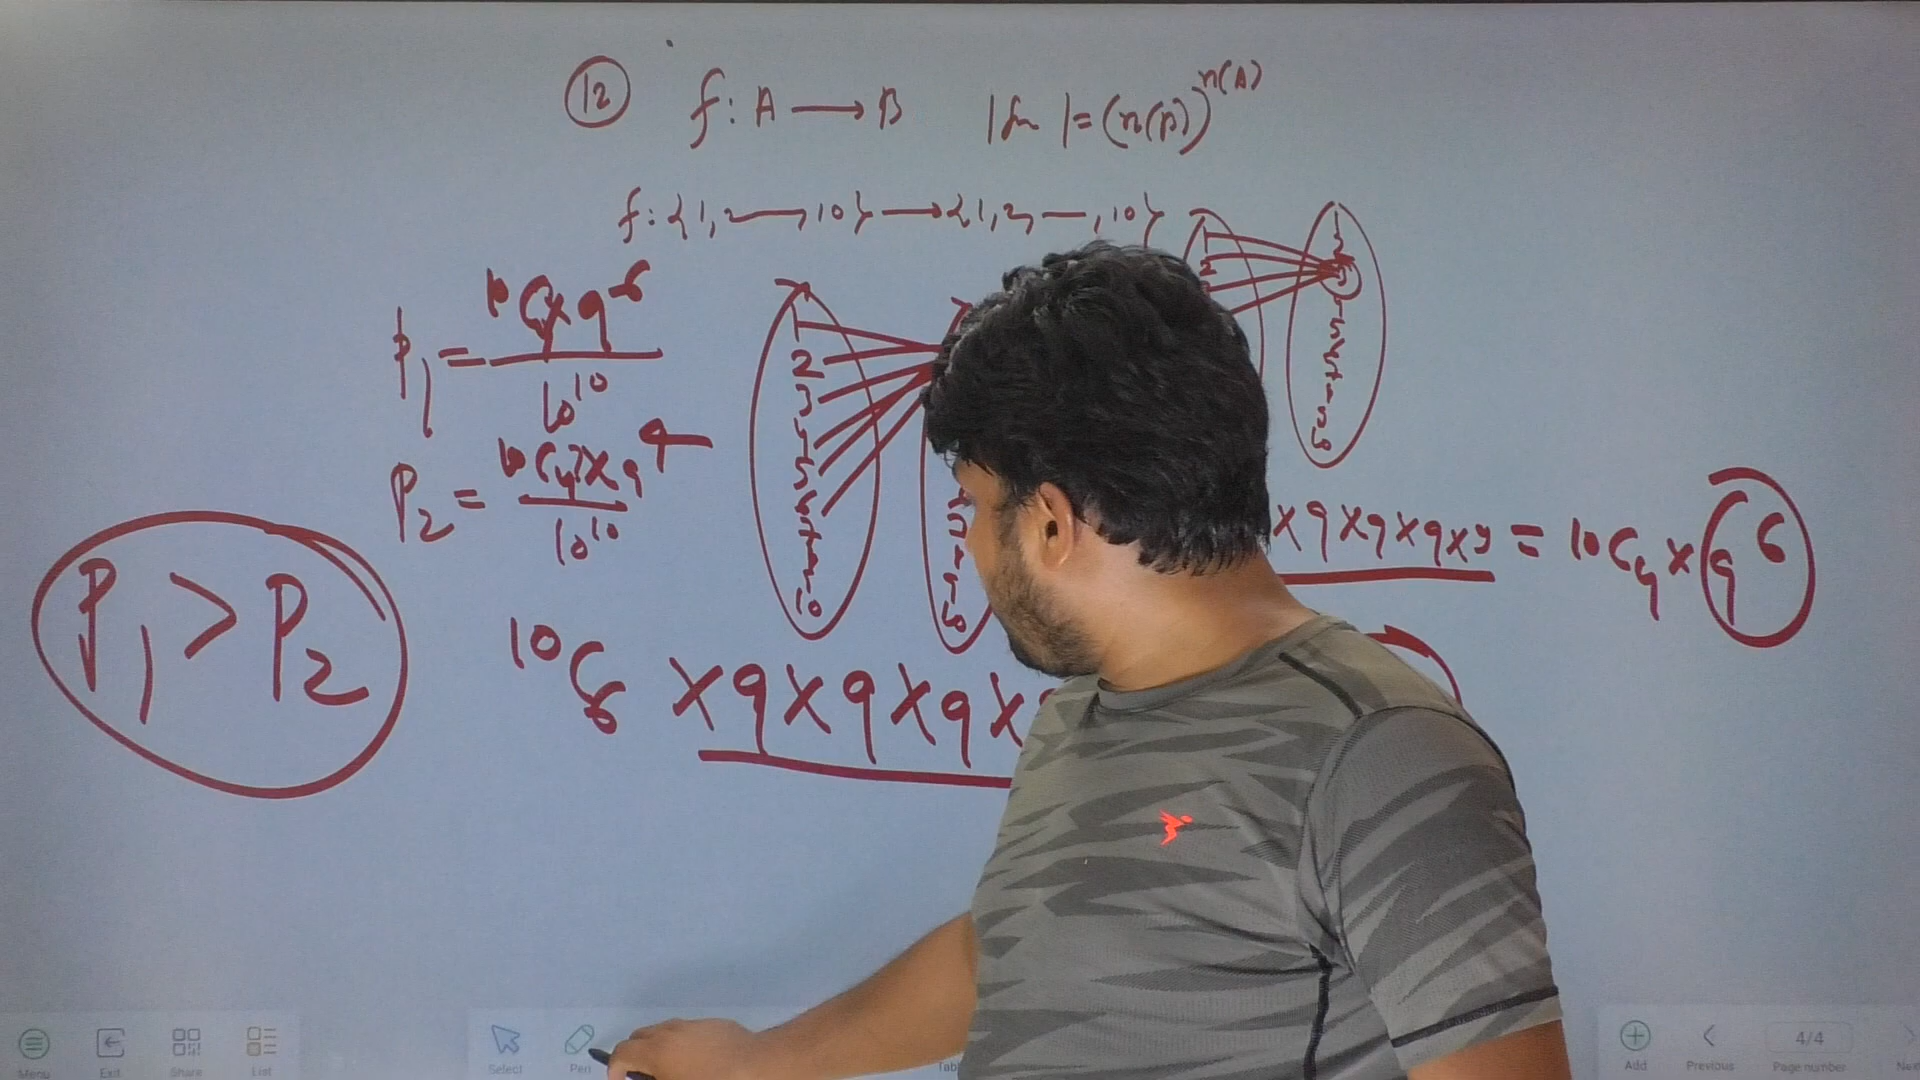 12 f: A → B |fn| = (n(B))^n(A)
f: {1, 2 —, 10} → {1, 2, —, 10}
P₁ = ¹⁰C₄ × 9⁶ / 10¹⁰
P₂ = ¹⁰C₄ × 9⁴ / 10¹⁰
× 9 × 9 × 9 × 9 = ¹⁰C₄ × 9⁶
P₁ > P₂
¹⁰C₆ × 9 × 9 × 9 ×
Menu Exit Share List Select Pen Add Previous 4/4 Page number